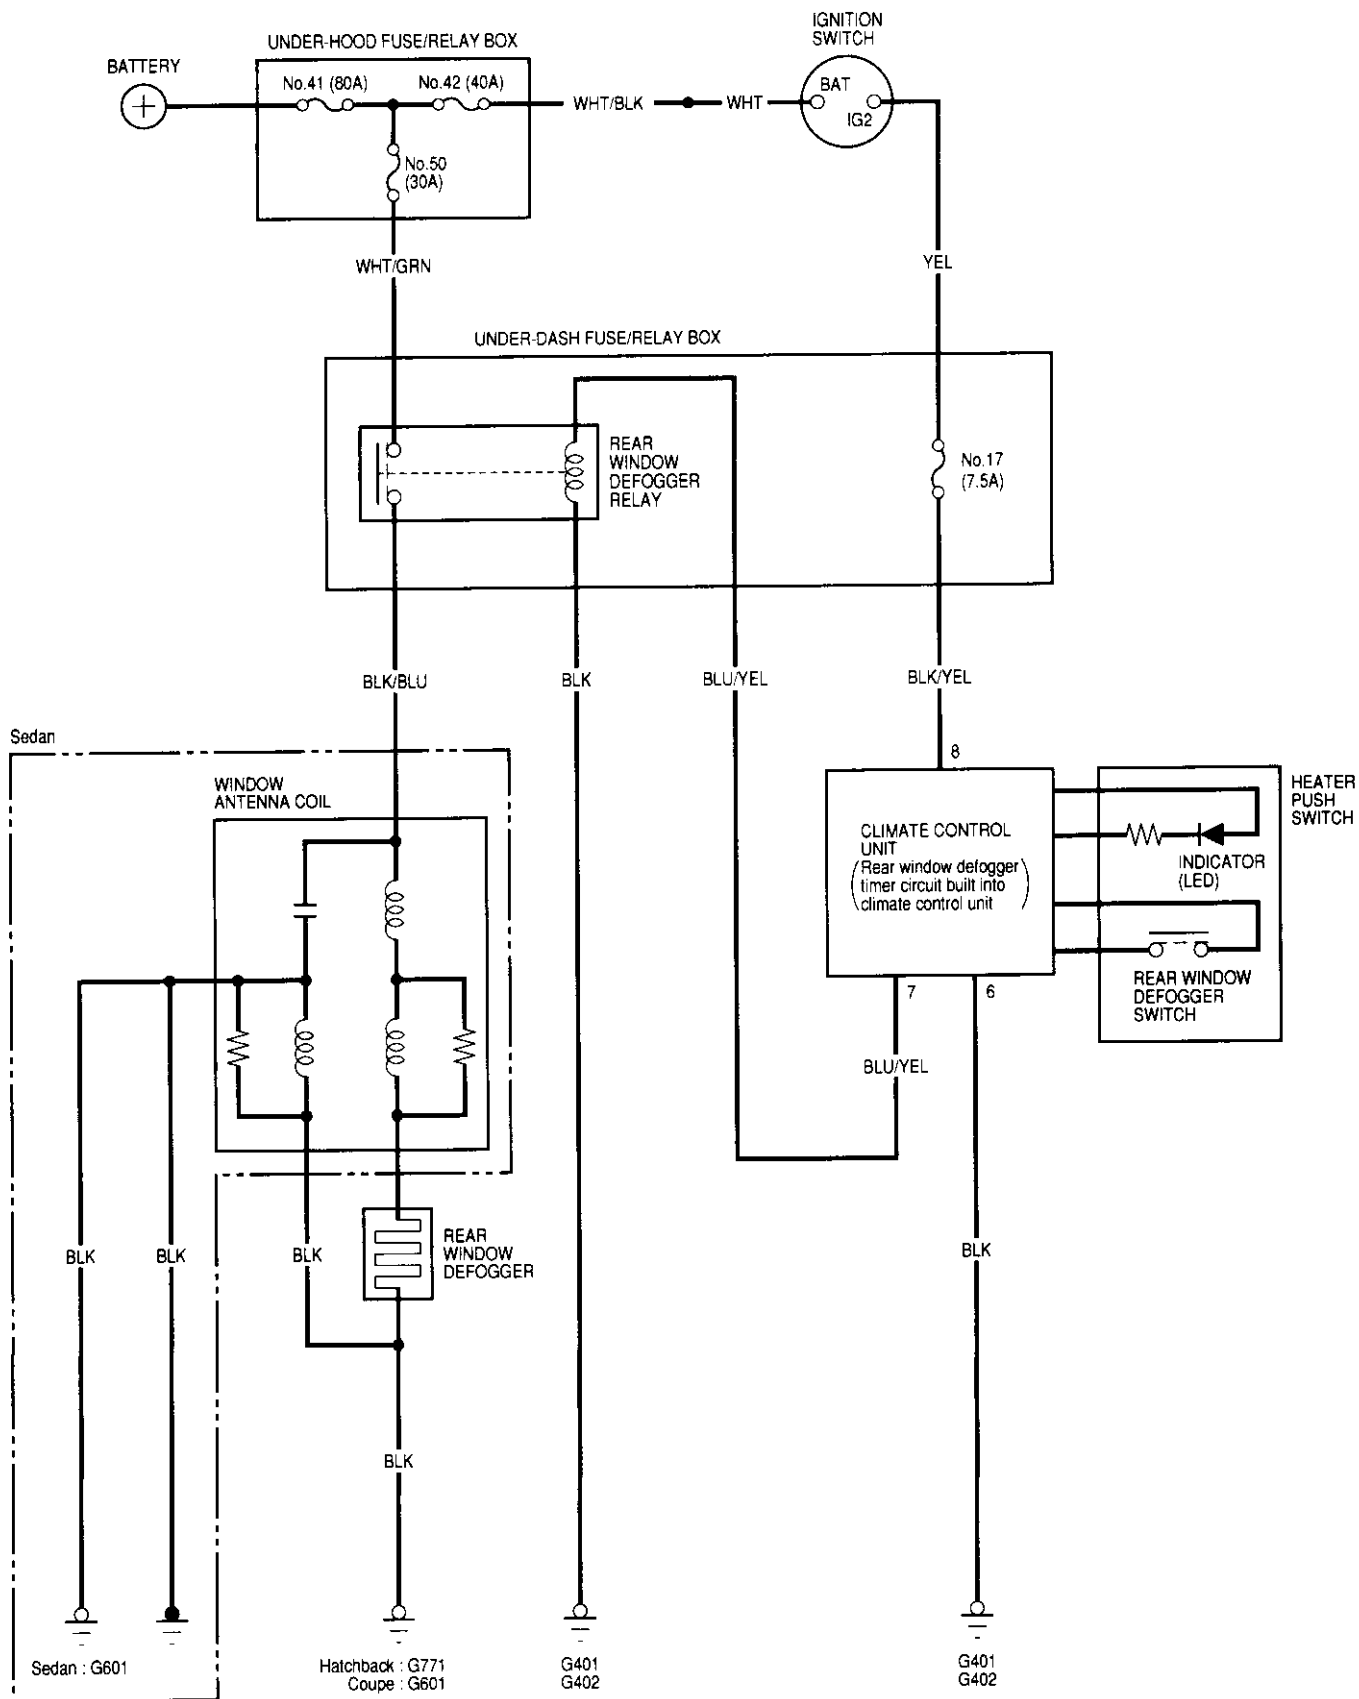 IGNITION
SWITCH
UNDER-HOOD FUSE/RELAY BOX
BATTERY
No.41 (80A)
No.42 (40A)
WHT/BLK
WHT
BAT
IG2
No.50
(30A)
WHT/GRN
YEL
UNDER-DASH FUSE/RELAY BOX
REAR
WINDOW
DEFOGGER
RELAY
No.17
(7.5A)
BLK/BLU
BLK
BLU/YEL
BLK/YEL
Sedan
8
WINDOW
ANTENNA COIL
CLIMATE CONTROL
UNIT
(Rear window defogger
timer circuit built into
climate control unit)
HEATER
PUSH
SWITCH
INDICATOR
(LED)
REAR WINDOW
DEFOGGER
SWITCH
7
6
BLU/YEL
BLK
BLK
BLK
REAR
WINDOW
DEFOGGER
BLK
BLK
Sedan : G601
Hatchback : G771
Coupe : G601
G401
G402
G401
G402